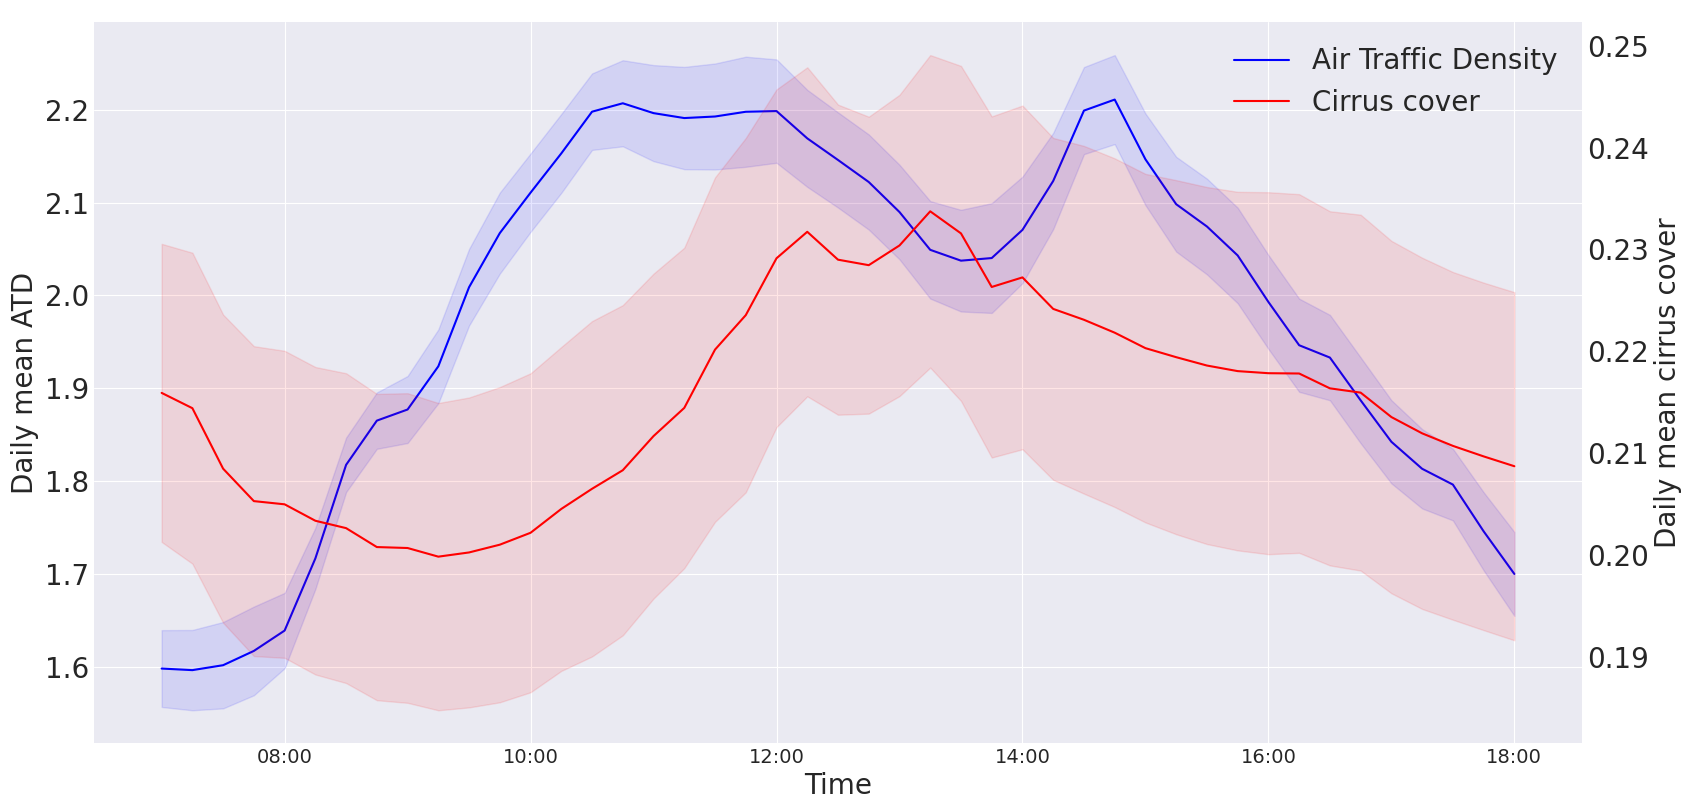 Air Traffic Density
Cirrus cover
Daily mean ATD
2.2
2.1
2.0
1.9
1.8
1.7
1.6
0.25
0.24
0.23
0.22
0.21
0.20
0.19
Daily mean cirrus cover
08:00 10:00 12:00 14:00 16:00 18:00
Time